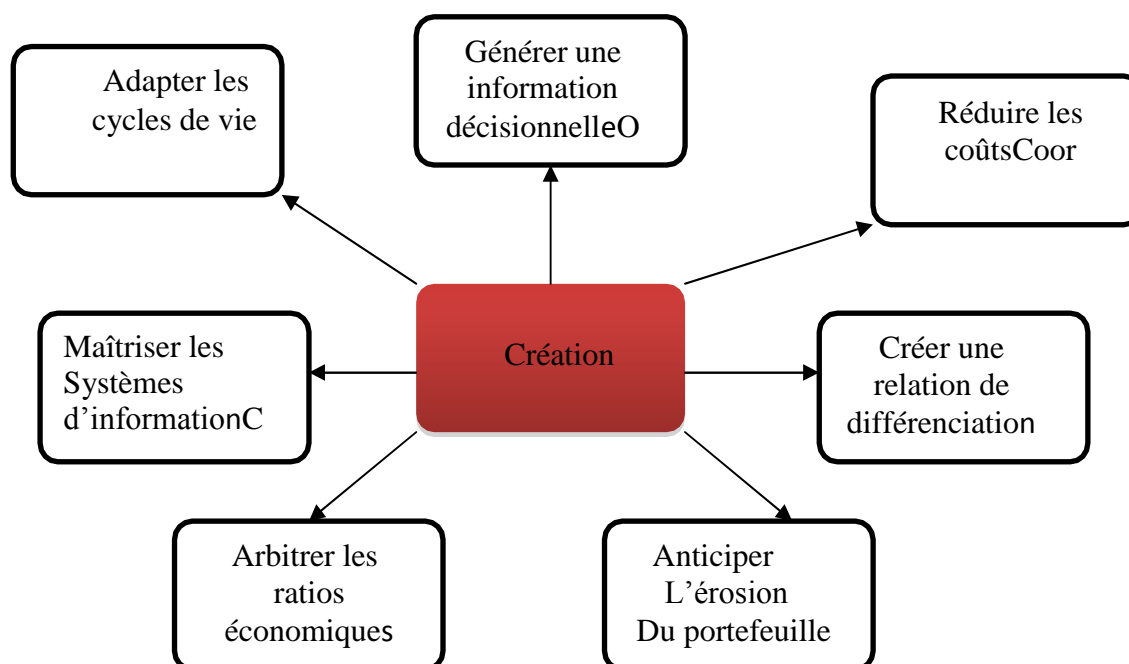 Adapter les
cycles de vie
Générer une
information
décisionnelleO
Réduire les
coûtsCoor
Maîtriser les
Systèmes
d’informationC
Création
Créer une
relation de
différenciation
Arbitrer les
ratios
économiques
Anticiper
L’érosion
Du portefeuille